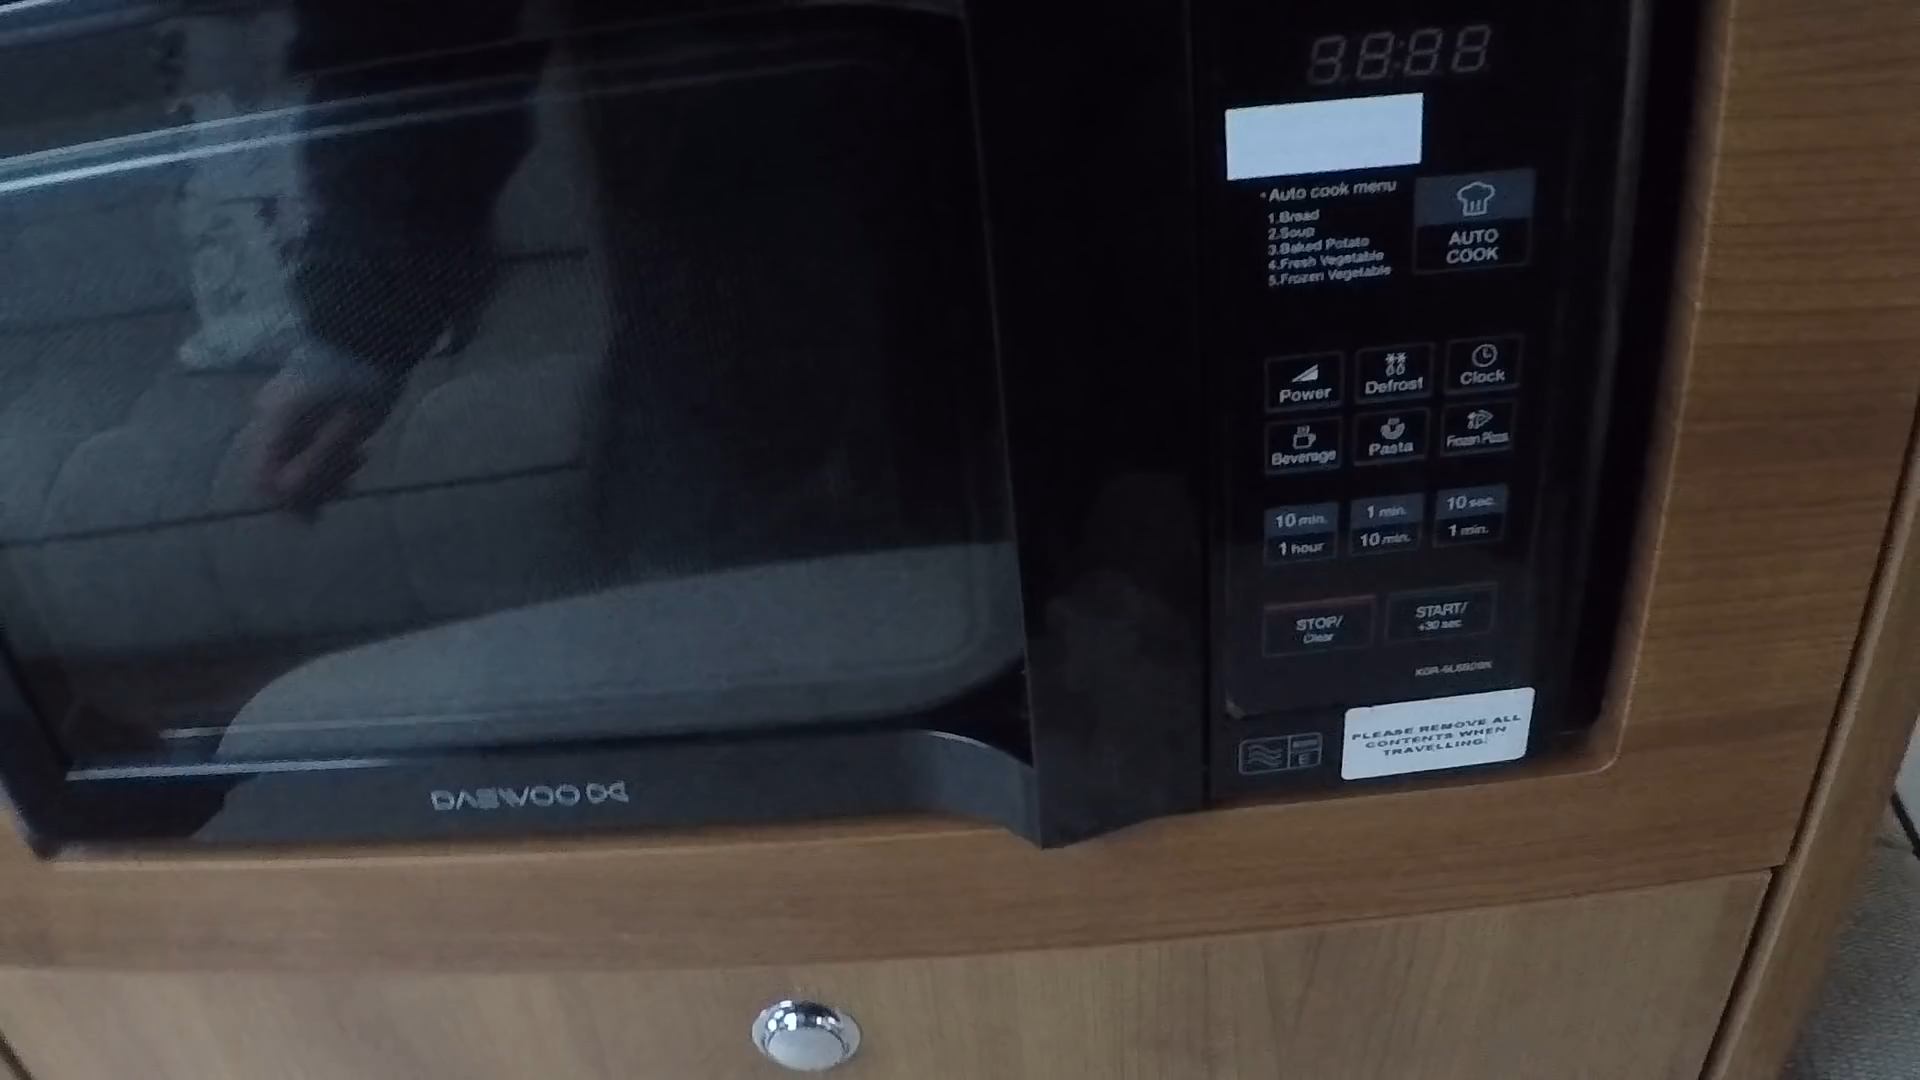 88:88
• Auto cook menu
1.Bread
2.Soup
3.Baked Potato
4.Fresh Vegetable
5.Frozen Vegetable
AUTO
COOK
Power
Defrost
Clock
Beverage
Pasta
Frozen Pizza
10 min.
1 hour
1 min.
10 min.
10 sec.
1 min.
STOP/
Clear
START/
+30 sec
E
PLEASE REMOVE ALL
CONTENTS WHEN
TRAVELLING.
DAEWOO